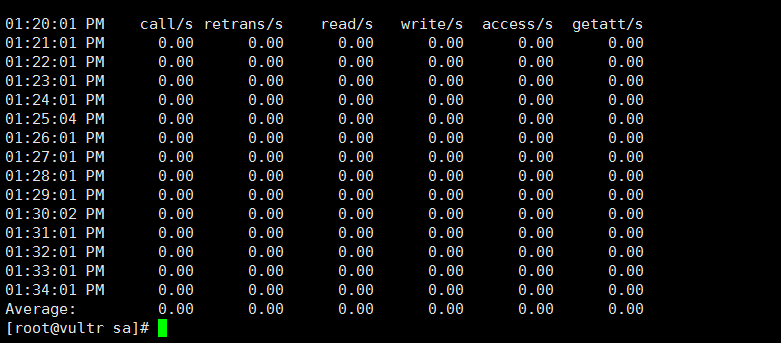 01:20:01 PM    call/s retrans/s    read/s   write/s  access/s  getatt/s
01:21:01 PM      0.00      0.00      0.00      0.00      0.00      0.00
01:22:01 PM      0.00      0.00      0.00      0.00      0.00      0.00
01:23:01 PM      0.00      0.00      0.00      0.00      0.00      0.00
01:24:01 PM      0.00      0.00      0.00      0.00      0.00      0.00
01:25:04 PM      0.00      0.00      0.00      0.00      0.00      0.00
01:26:01 PM      0.00      0.00      0.00      0.00      0.00      0.00
01:27:01 PM      0.00      0.00      0.00      0.00      0.00      0.00
01:28:01 PM      0.00      0.00      0.00      0.00      0.00      0.00
01:29:01 PM      0.00      0.00      0.00      0.00      0.00      0.00
01:30:02 PM      0.00      0.00      0.00      0.00      0.00      0.00
01:31:01 PM      0.00      0.00      0.00      0.00      0.00      0.00
01:32:01 PM      0.00      0.00      0.00      0.00      0.00      0.00
01:33:01 PM      0.00      0.00      0.00      0.00      0.00      0.00
01:34:01 PM      0.00      0.00      0.00      0.00      0.00      0.00
Average:         0.00      0.00      0.00      0.00      0.00      0.00
[root@vultr sa]#